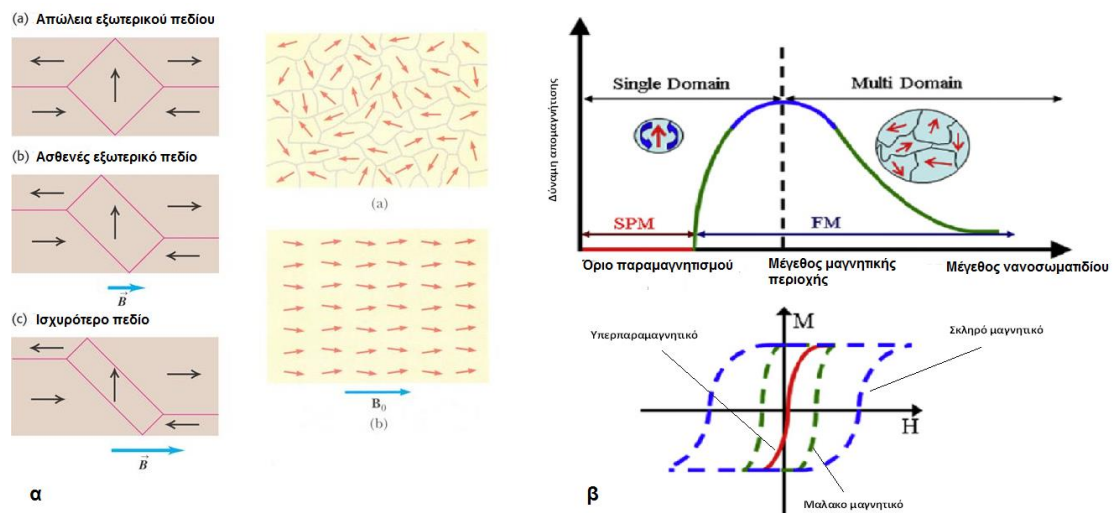 (a) Απώλεια εξωτερικού πεδίου
(b) Ασθενές εξωτερικό πεδίο
B
(c) Ισχυρότερο πεδίο
B
α
(a)
B0
(b)
Δύναμη απομαγνήτισης
Single Domain
Multi Domain
SPM
FM
Όριο παραμαγνητισμού
Μέγεθος μαγνητικής
περιοχής
Μέγεθος νανοσωματιδίου
Υπερπαραμαγνητικό
M
Σκληρό μαγνητικό
H
Μαλακο μαγνητικό
β